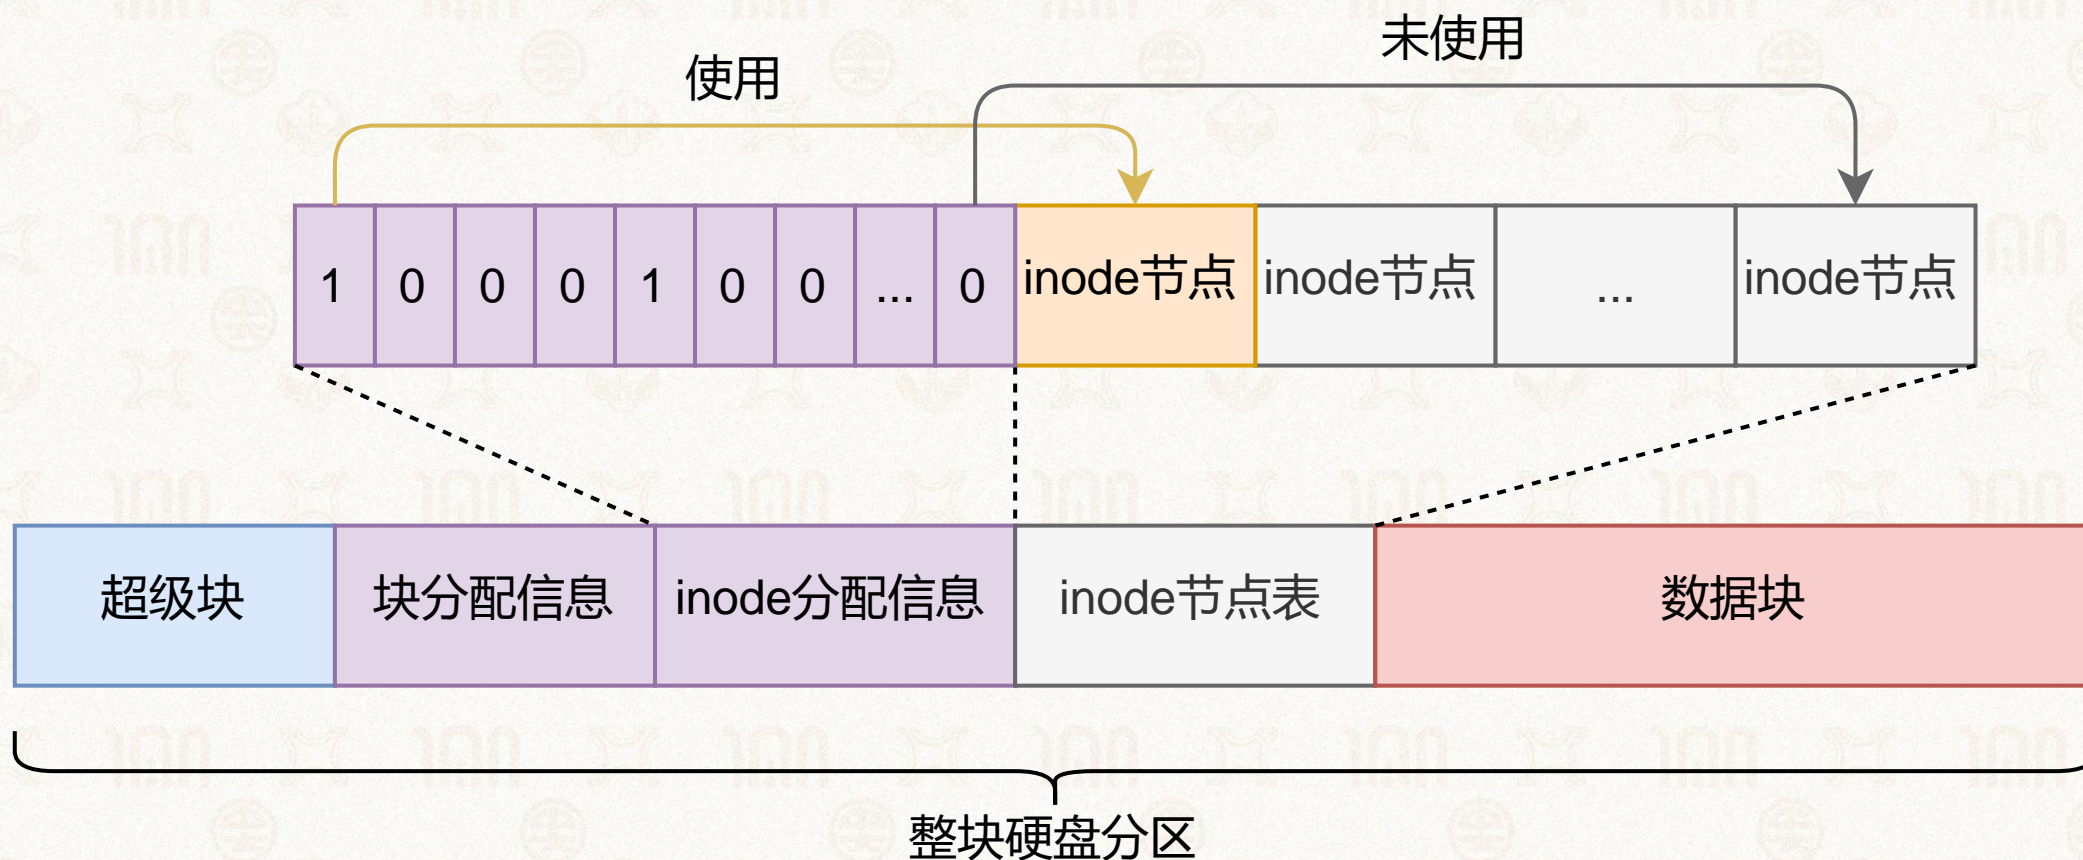 未使用
使用
1 0 0 0 1 0 0 ... 0 inode节点 inode节点 ... inode节点
超级块 块分配信息 inode分配信息 inode节点表 数据块
整块硬盘分区